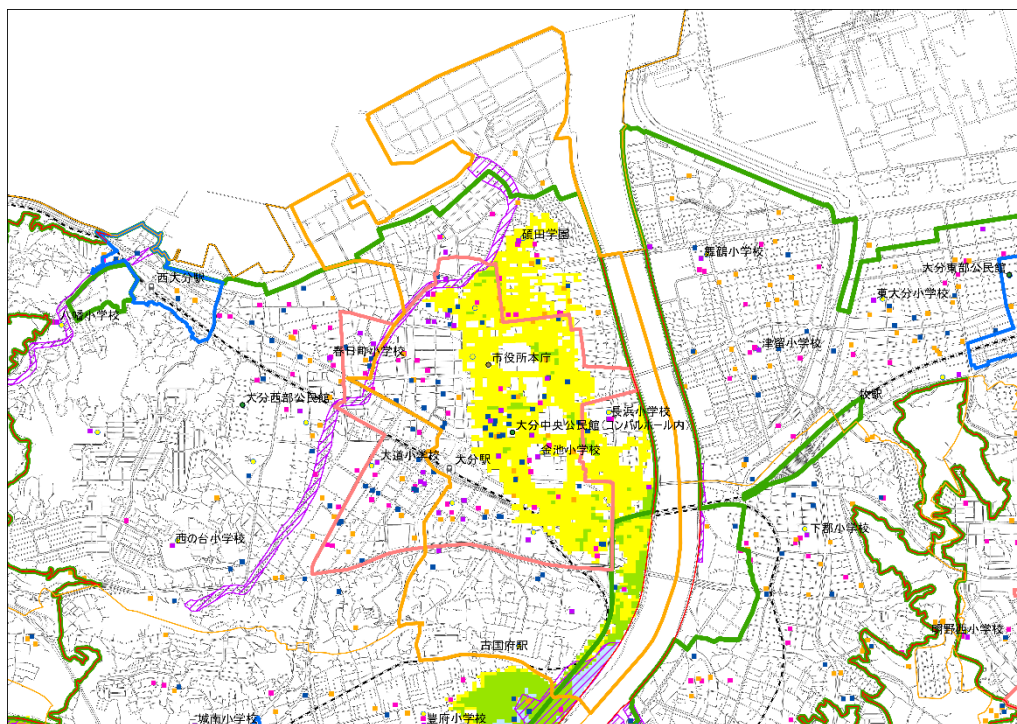 碩田学園
舞鶴小学校
大分東部公民館
西大分駅
東大分小学校
八幡小学校
春日町小学校
津留小学校
市役所本庁
牧駅
大分西部公民館
長浜小学校
大分中央公民館(コンパルホール内)
金池小学校
大道小学校
大分駅
下郡小学校
西の台小学校
明野西小学校
古国府駅
城南小学校
豊府小学校